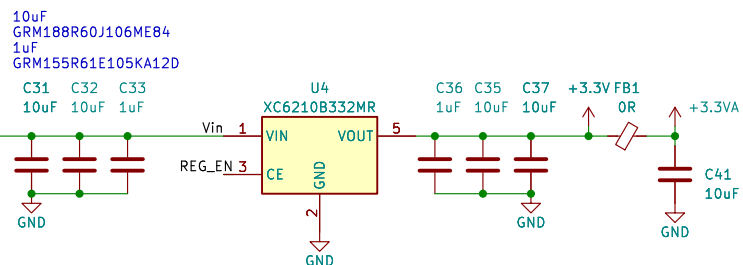 10uF
GRM188R60J106ME84
1uF
GRM155R61E105KA12D
C31 C32 C33
10uF 10uF 1uF
U4
XC6210B332MR
C36 C35 C37
1uF 10uF 10uF
+3.3V FB1
0R
+3.3VA
Vin 1 VIN VOUT 5
REG_EN 3 CE
GND
2
C41
10uF
GND
GND
GND
GND